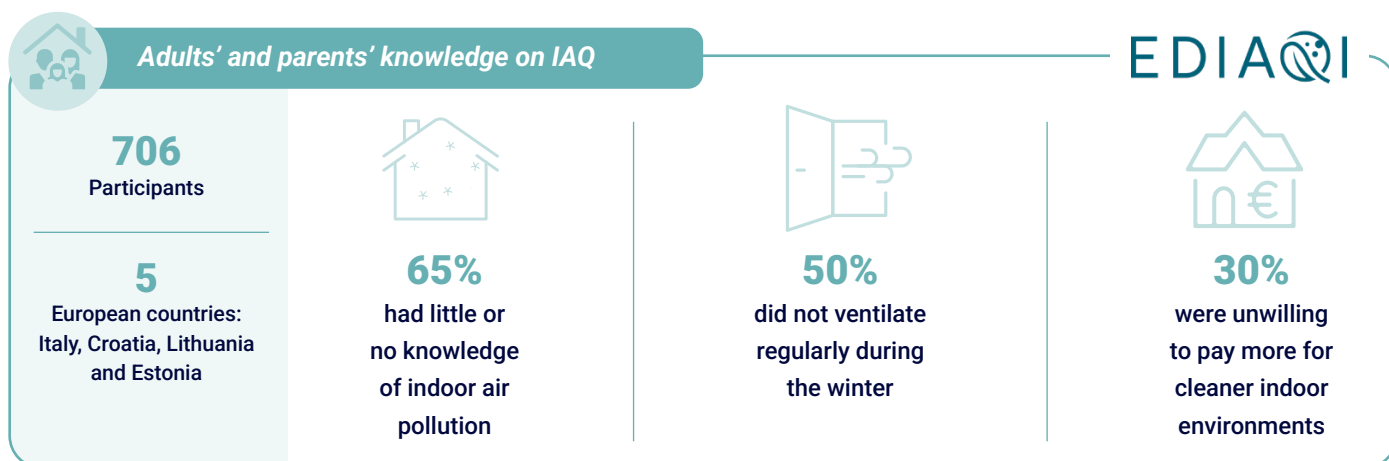 Adults’ and parents’ knowledge on IAQ
EDIAQI
706
Participants
5
European countries:
Italy, Croatia, Lithuania
and Estonia
65%
had little or
no knowledge
of indoor air
pollution
50%
did not ventilate
regularly during
the winter
€
30%
were unwilling
to pay more for
cleaner indoor
environments